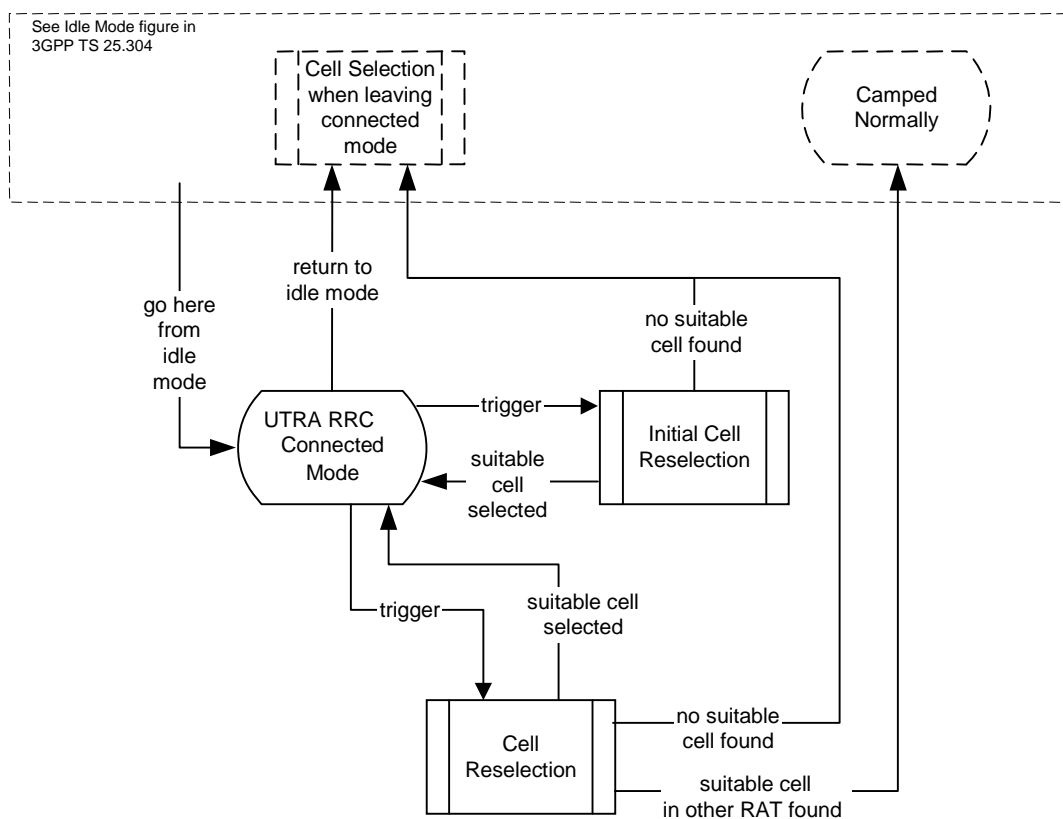 See Idle Mode figure in
3GPP TS 25.304
Cell Selection
when leaving
connected
mode
Camped
Normally
return to
idle mode
go here
from
idle
mode
no suitable
cell found
UTRA RRC
Connected
Mode
trigger
Initial Cell
Reselection
suitable
cell
selected
trigger
suitable cell
selected
Cell
Reselection
no suitable
cell found
suitable cell
in other RAT found